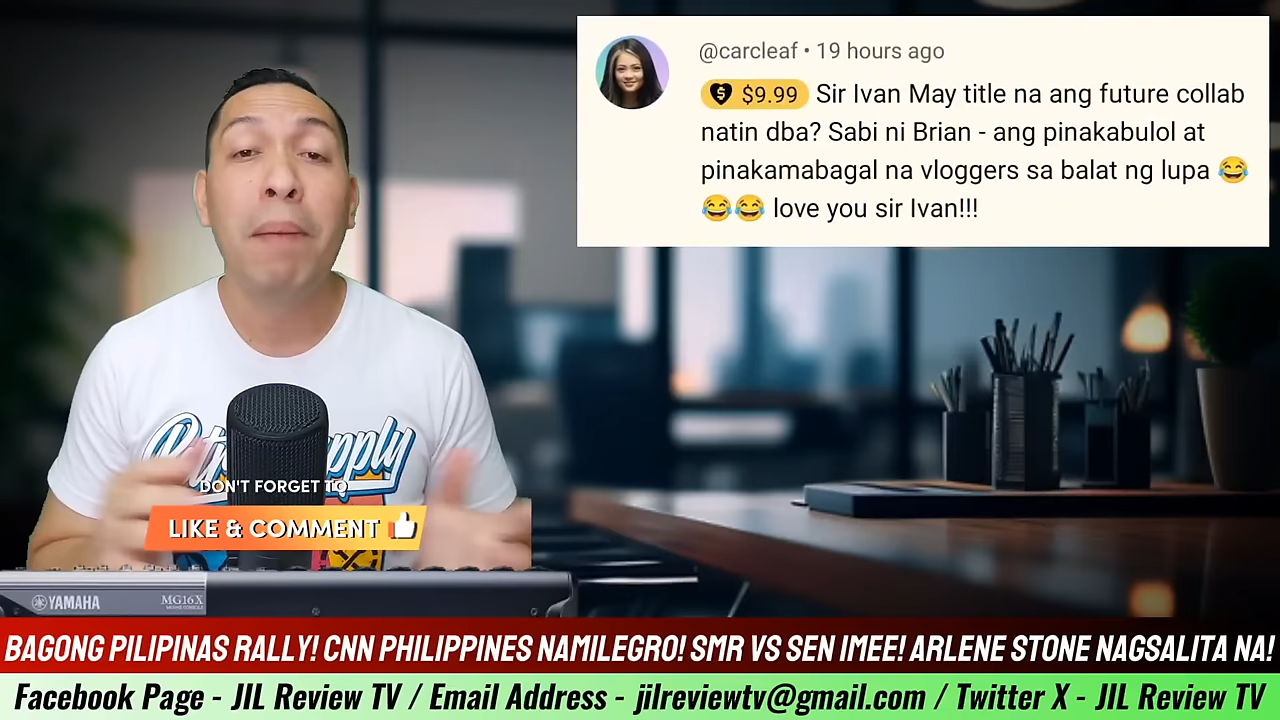 @carcleaf • 19 hours ago
$9.99 Sir Ivan May title na ang future collab
natin dba? Sabi ni Brian - ang pinakabulol at
pinakamabagal na vloggers sa balat ng lupa 😂
😂😂 love you sir Ivan!!!
DON'T FORGET TO
LIKE & COMMENT
YAMAHA
MG16X
BAGONG PILIPINAS RALLY! CNN PHILIPPINES NAMILEGRO! SMR VS SEN IMEE! ARLENE STONE NAGSALITA NA!
Facebook Page - JIL Review TV / Email Address - jilreviewtv@gmail.com / Twitter X - JIL Review TV